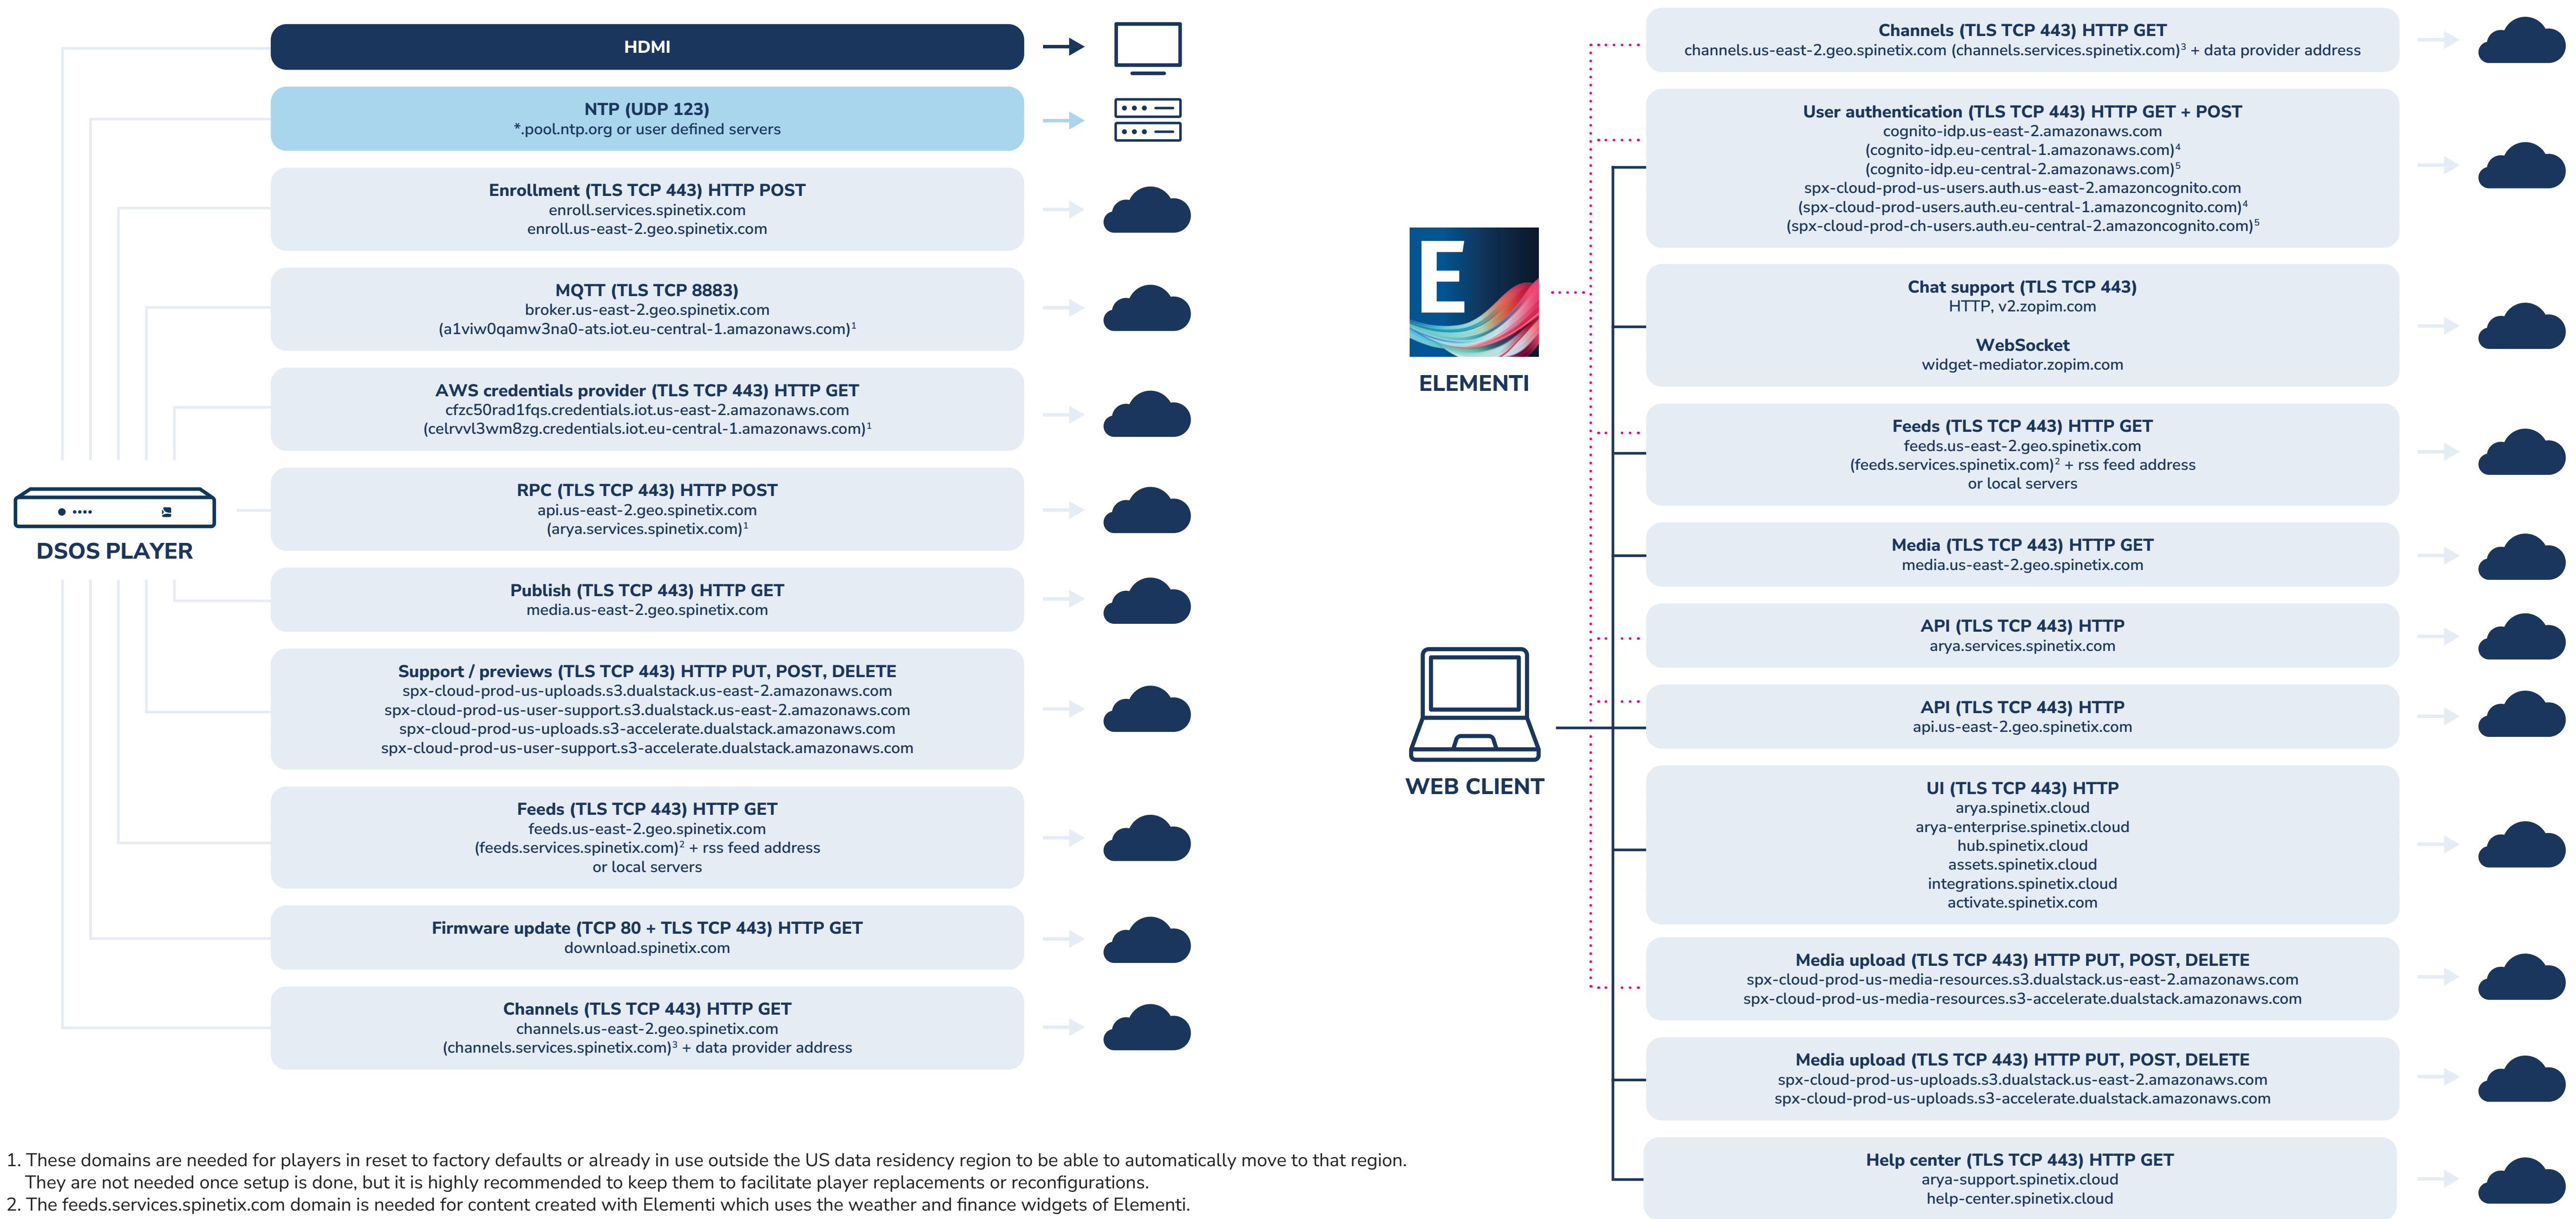 HDMI
NTP (UDP 123)
*.pool.ntp.org or user defined servers
Enrollment (TLS TCP 443) HTTP POST
enroll.services.spinetix.com
enroll.us-east-2.geo.spinetix.com
MQTT (TLS TCP 8883)
broker.us-east-2.geo.spinetix.com
(a1viw0qamw3na0-ats.iot.eu-central-1.amazonaws.com)¹
AWS credentials provider (TLS TCP 443) HTTP GET
cfzc50rad1fqs.credentials.iot.us-east-2.amazonaws.com
(celrvvl3wm8zg.credentials.iot.eu-central-1.amazonaws.com)¹
RPC (TLS TCP 443) HTTP POST
api.us-east-2.geo.spinetix.com
(arya.services.spinetix.com)¹
DSOS PLAYER
Publish (TLS TCP 443) HTTP GET
media.us-east-2.geo.spinetix.com
Support / previews (TLS TCP 443) HTTP PUT, POST, DELETE
spx-cloud-prod-us-uploads.s3.dualstack.us-east-2.amazonaws.com
spx-cloud-prod-us-user-support.s3.dualstack.us-east-2.amazonaws.com
spx-cloud-prod-us-uploads.s3-accelerate.dualstack.amazonaws.com
spx-cloud-prod-us-user-support.s3-accelerate.dualstack.amazonaws.com
Feeds (TLS TCP 443) HTTP GET
feeds.us-east-2.geo.spinetix.com
(feeds.services.spinetix.com)² + rss feed address
or local servers
Firmware update (TCP 80 + TLS TCP 443) HTTP GET
download.spinetix.com
Channels (TLS TCP 443) HTTP GET
channels.us-east-2.geo.spinetix.com
(channels.services.spinetix.com)³ + data provider address
1. These domains are needed for players in reset to factory defaults or already in use outside the US data residency region to be able to automatically move to that region.
They are not needed once setup is done, but it is highly recommended to keep them to facilitate player replacements or reconfigurations.
2. The feeds.services.spinetix.com domain is needed for content created with Elementi which uses the weather and finance widgets of Elementi.
E
ELEMENTI
WEB CLIENT
Channels (TLS TCP 443) HTTP GET
channels.us-east-2.geo.spinetix.com (channels.services.spinetix.com)³ + data provider address
User authentication (TLS TCP 443) HTTP GET + POST
cognito-idp.us-east-2.amazonaws.com
(cognito-idp.eu-central-1.amazonaws.com)⁴
(cognito-idp.eu-central-2.amazonaws.com)⁵
spx-cloud-prod-us-users.auth.us-east-2.amazoncognito.com
(spx-cloud-prod-users.auth.eu-central-1.amazoncognito.com)⁴
(spx-cloud-prod-ch-users.auth.eu-central-2.amazoncognito.com)⁵
Chat support (TLS TCP 443)
HTTP, v2.zopim.com
WebSocket
widget-mediator.zopim.com
Feeds (TLS TCP 443) HTTP GET
feeds.us-east-2.geo.spinetix.com
(feeds.services.spinetix.com)² + rss feed address
or local servers
Media (TLS TCP 443) HTTP GET
media.us-east-2.geo.spinetix.com
API (TLS TCP 443) HTTP
arya.services.spinetix.com
API (TLS TCP 443) HTTP
api.us-east-2.geo.spinetix.com
UI (TLS TCP 443) HTTP
arya.spinetix.cloud
arya-enterprise.spinetix.cloud
hub.spinetix.cloud
assets.spinetix.cloud
integrations.spinetix.cloud
activate.spinetix.com
Media upload (TLS TCP 443) HTTP PUT, POST, DELETE
spx-cloud-prod-us-media-resources.s3.dualstack.us-east-2.amazonaws.com
spx-cloud-prod-us-media-resources.s3-accelerate.dualstack.amazonaws.com
Media upload (TLS TCP 443) HTTP PUT, POST, DELETE
spx-cloud-prod-us-uploads.s3.dualstack.us-east-2.amazonaws.com
spx-cloud-prod-us-uploads.s3-accelerate.dualstack.amazonaws.com
Help center (TLS TCP 443) HTTP GET
arya-support.spinetix.cloud
help-center.spinetix.cloud